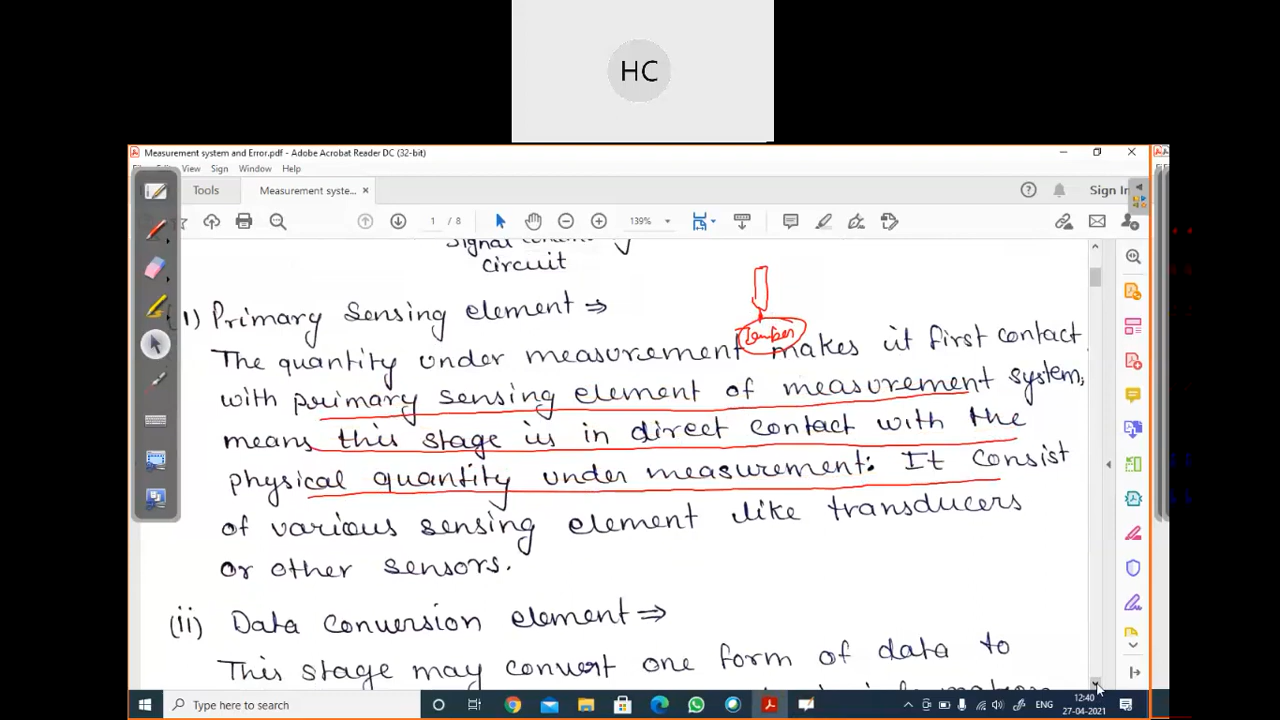 HC
Measurement system and Error.pdf - Adobe Acrobat Reader DC (32-bit)
View Sign Window Help
Tools Measurement syste... ×
Sign In
1 / 8 139%
circuit
1) Primary Sensing element ⇒
The quantity under measurement makes it first contact
with primary sensing element of measurement system,
means this stage is in direct contact with the
physical quantity under measurement. It consist
of various sensing element like transducers
or other sensors.
(ii) Data conversion element ⇒
This stage may convert one form of data to
Type here to search
ENG
12:40
27-04-2021